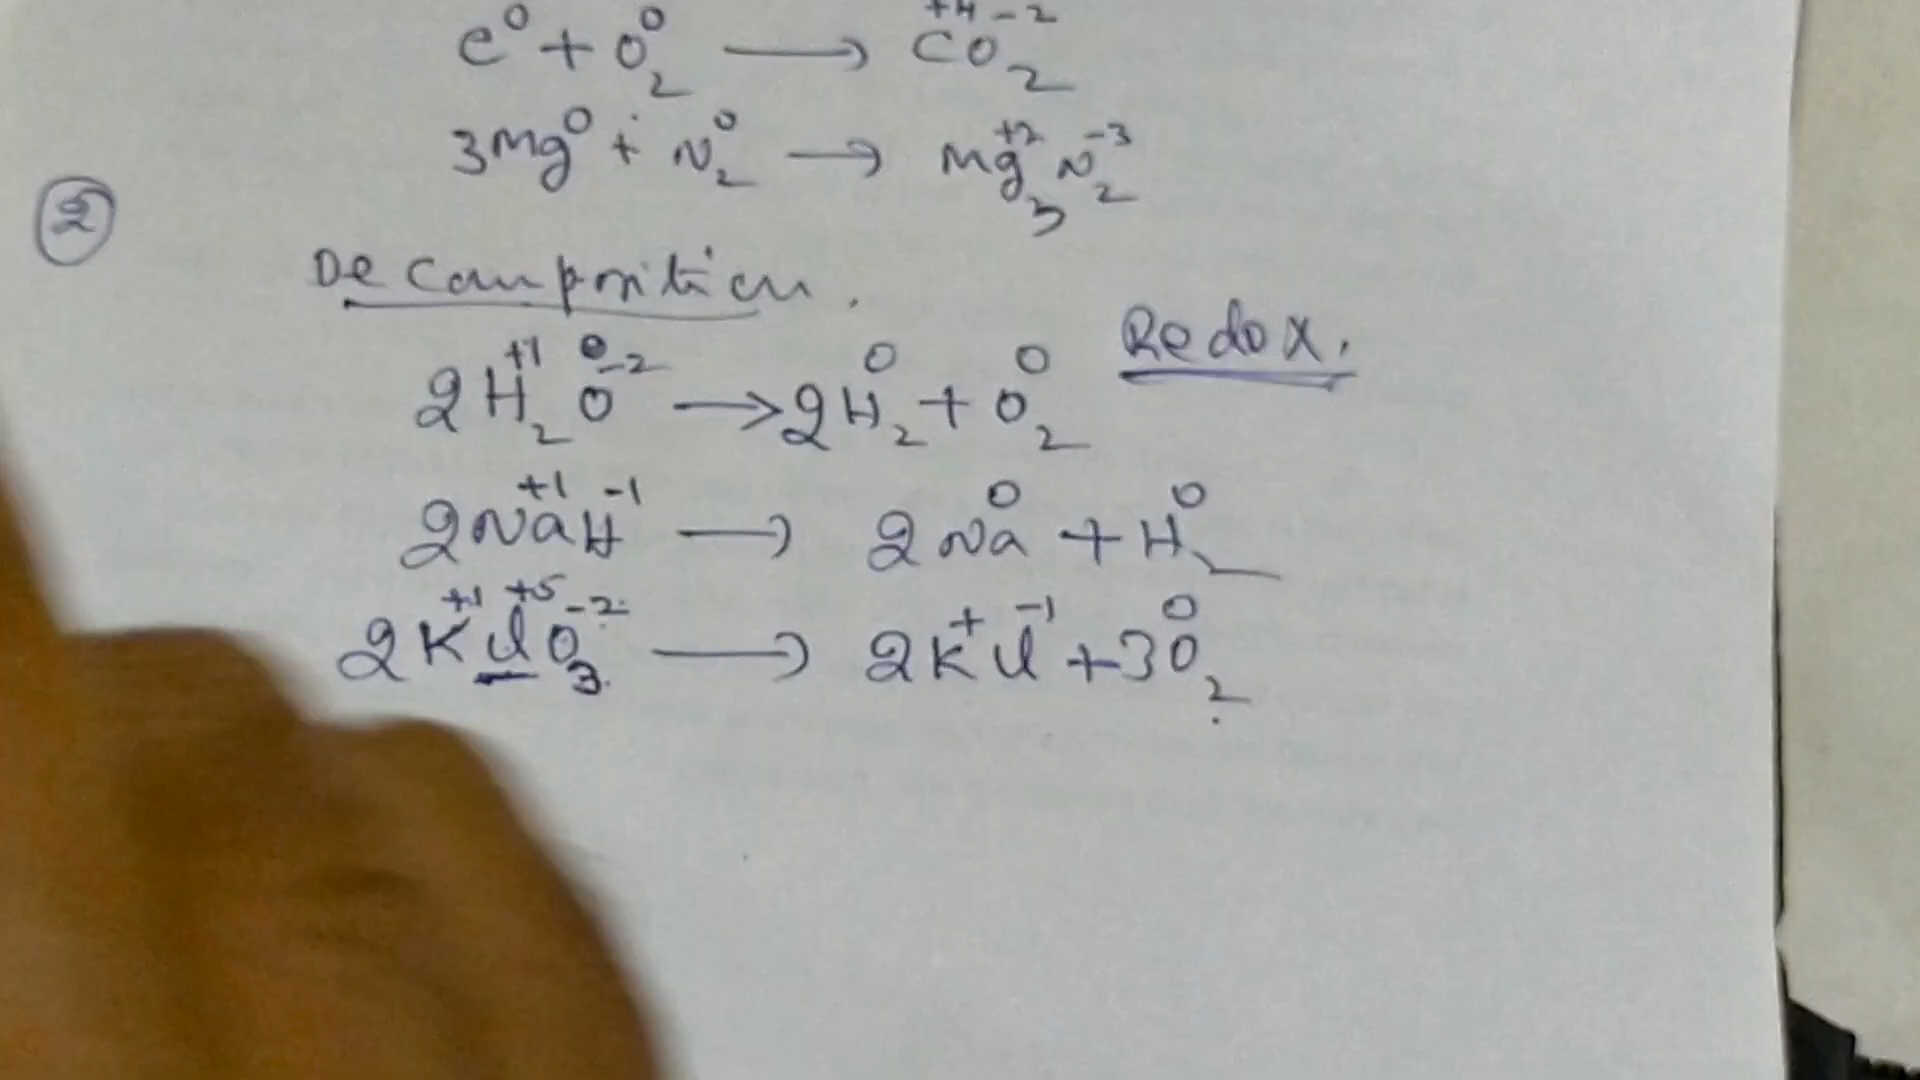 C⁰ + O₂⁰ ⟶ C⁺⁴O₂⁻²
3Mg⁰ + N₂⁰ ⟶ Mg₃⁺²N₂⁻³
②
Decomposition.
Redox.
2H₂⁺¹O⁻² ⟶ 2H₂⁰ + O₂⁰
2Na⁺¹H⁻¹ ⟶ 2Na⁰ + H₂⁰
2K⁺¹Cl⁺⁵O₃⁻² ⟶ 2K⁺Cl⁻¹ + 3O₂⁰